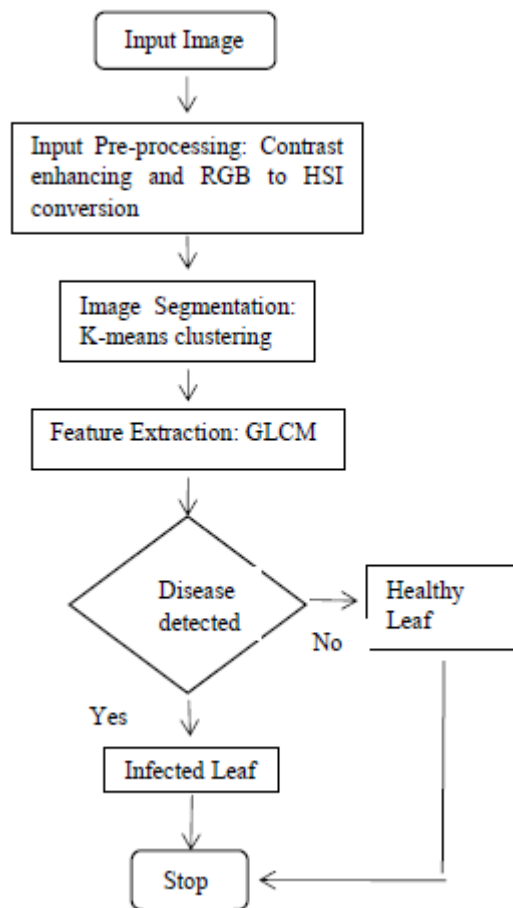 Input Image
Input Pre-processing: Contrast
enhancing and RGB to HSI
conversion
Image Segmentation:
K-means clustering
Feature Extraction: GLCM
Disease
detected
No
Healthy
Leaf
Yes
Infected Leaf
Stop